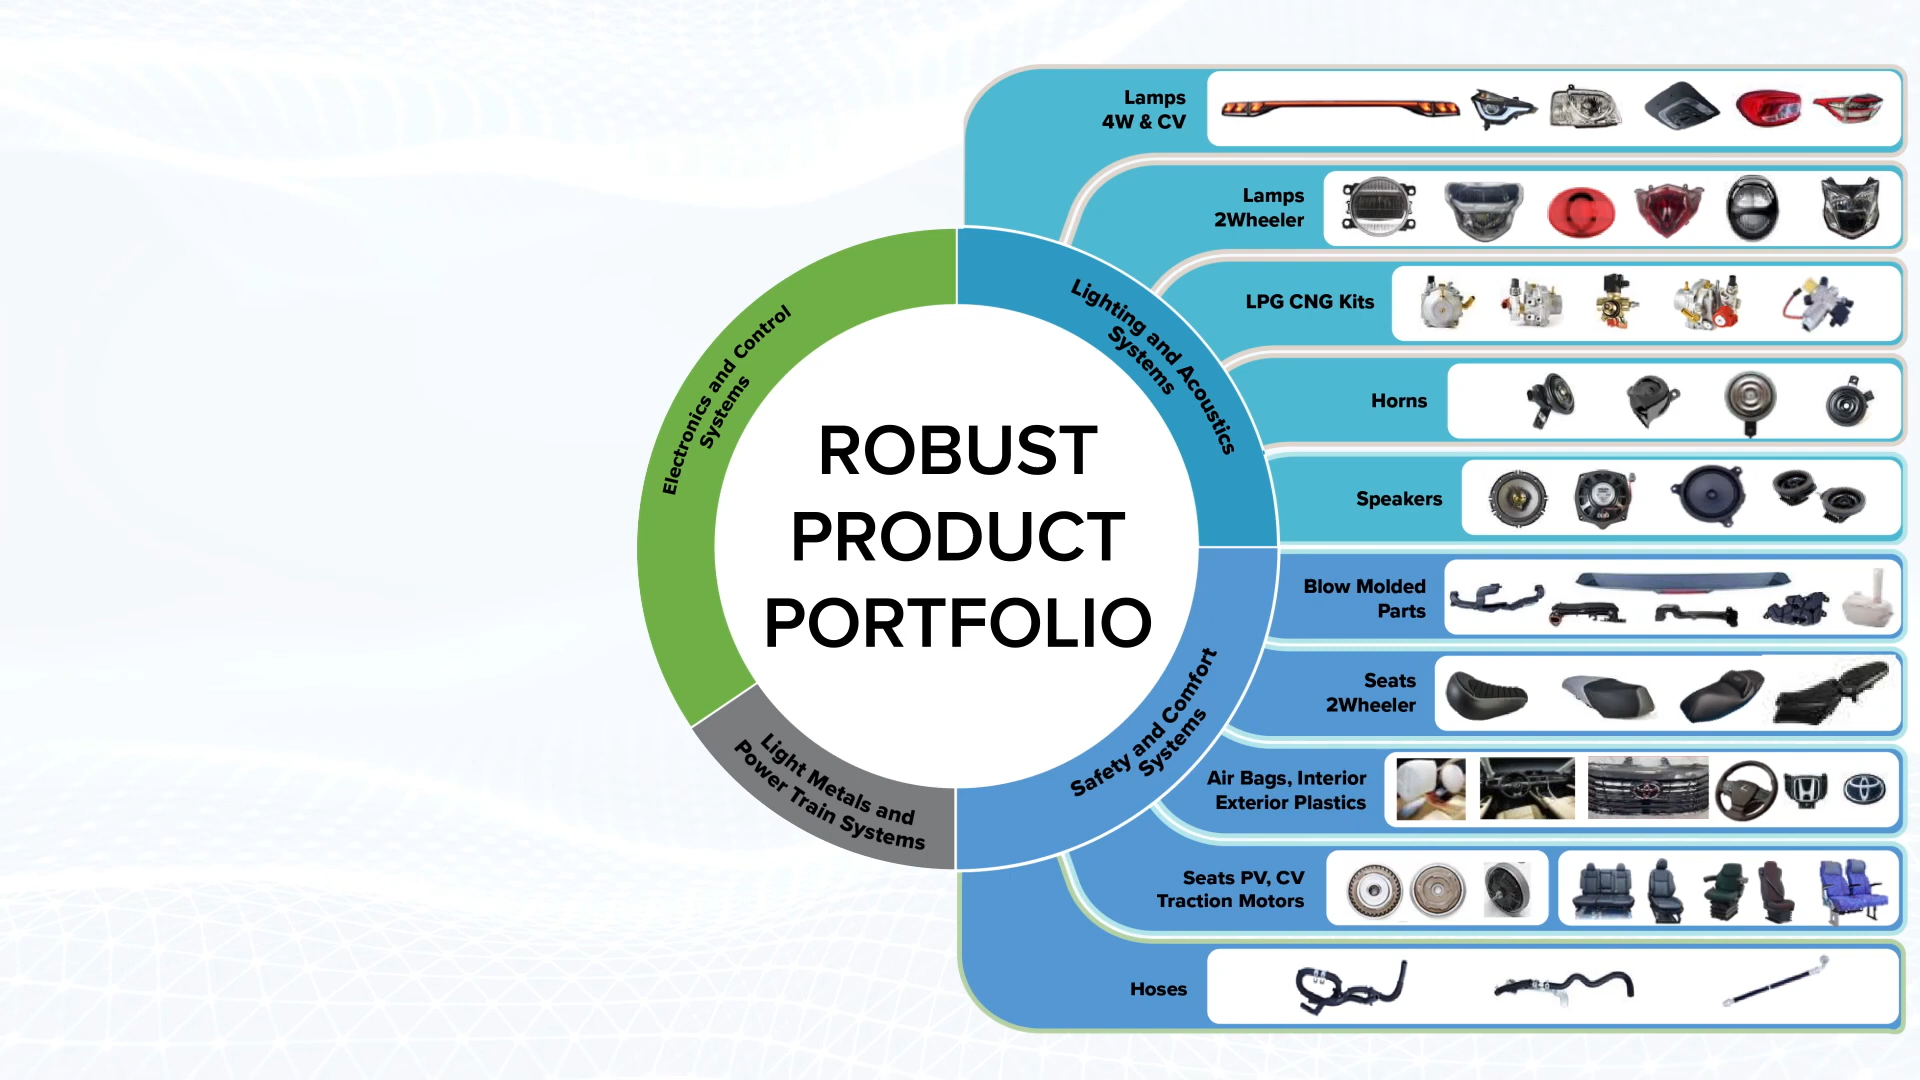 ROBUST
PRODUCT
PORTFOLIO
Electronics and Control
Systems
Lighting and Acoustics
Systems
Safety and Comfort
Systems
Light Metals and
Power Train Systems
Lamps
4W & CV
Lamps
2Wheeler
LPG CNG Kits
Horns
Speakers
Blow Molded
Parts
Seats
2Wheeler
Air Bags, Interior
Exterior Plastics
Seats PV, CV
Traction Motors
Hoses